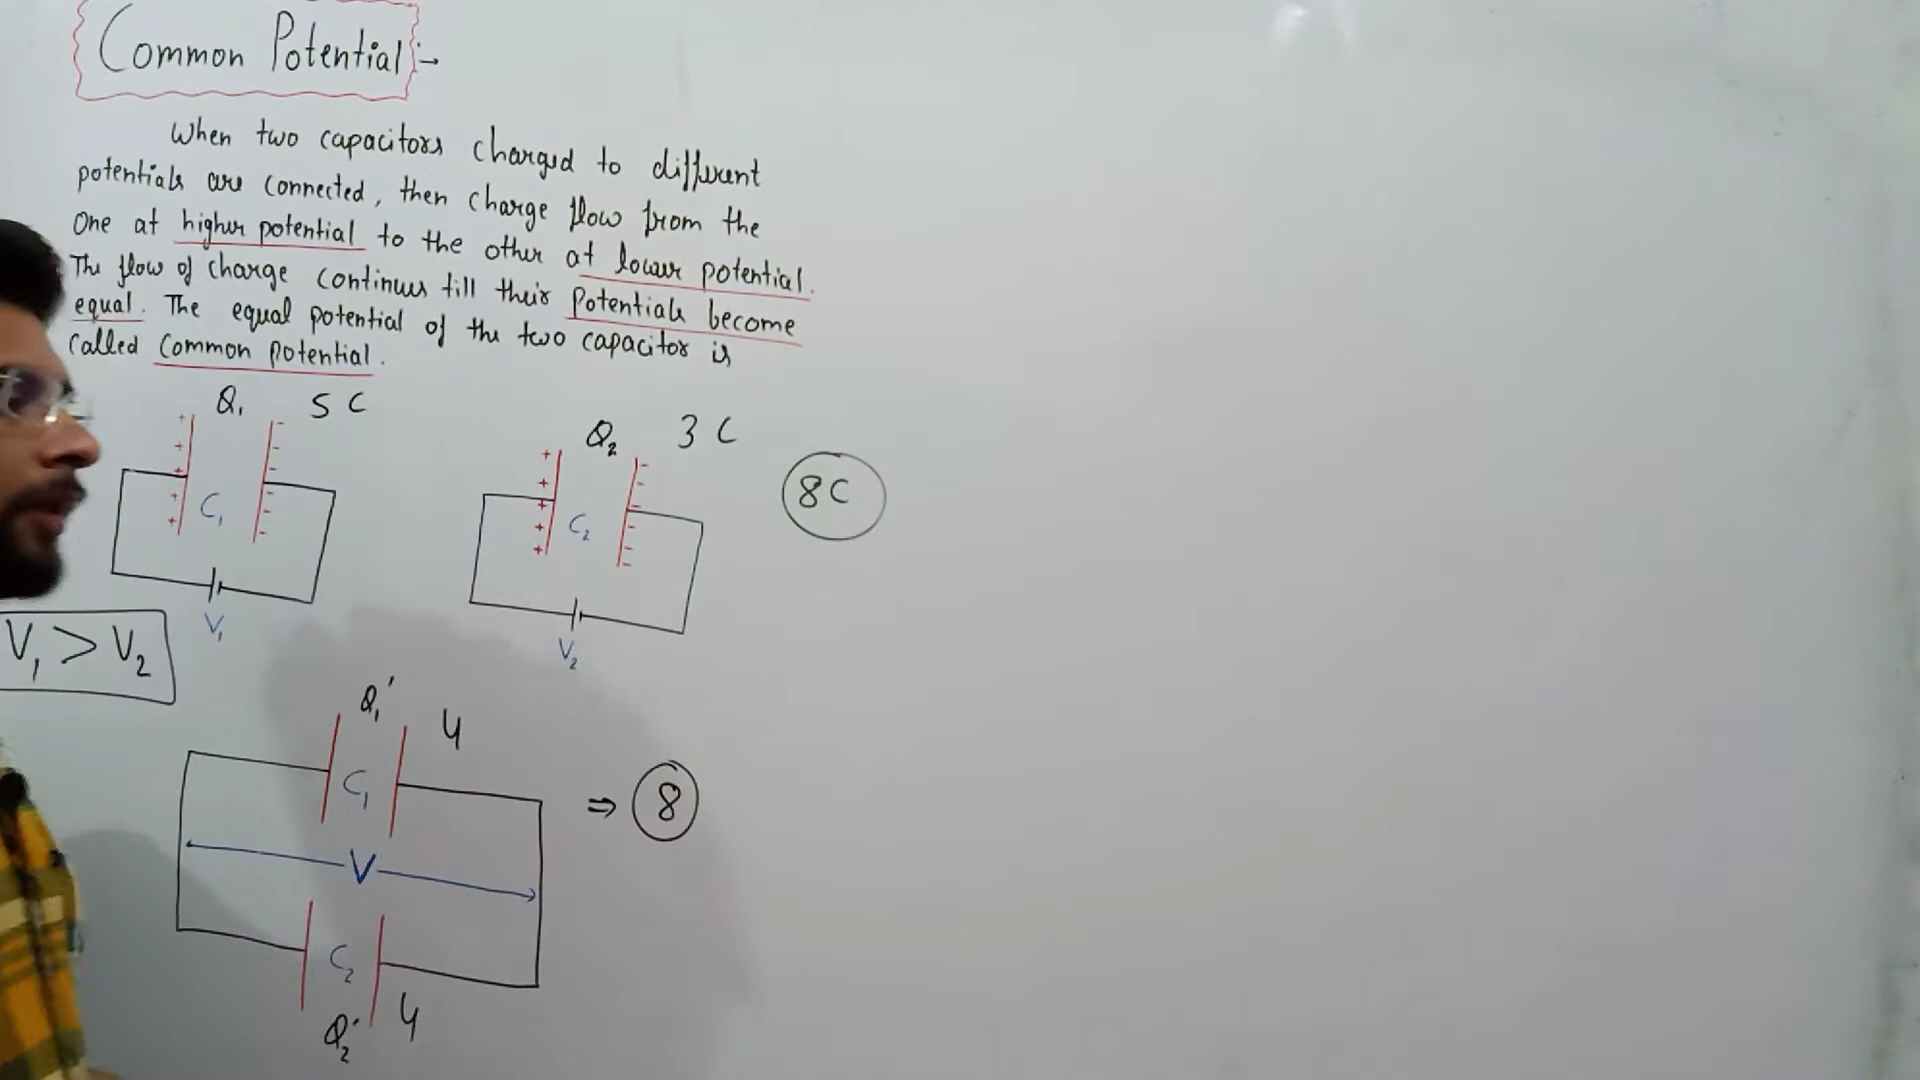 Common Potential :-
When two capacitors charged to different
potentials are connected, then charge flow from the
One at higher potential to the other at lower potential.
The flow of charge continues till their Potentials become
equal. The equal potential of the two capacitor is
called Common potential.
Q₁ 5 C
+ + + + +
- - - - - -
C₁
V₁
Q₂ 3 C
+ + + + +
- - - - - -
C₂
V₂
8 C
V₁ > V₂
Q₁' 4
C₁
⇒ 8
V
C₂
Q₂' 4